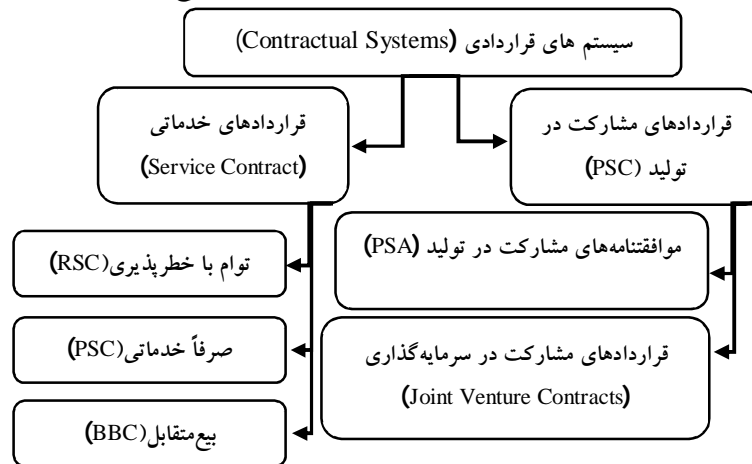 سیستم های قراردادی (Contractual Systems)
قراردادهای مشارکت در
تولید (PSC)
قراردادهای خدماتی
(Service Contract)
موافقتنامه‌های مشارکت در تولید (PSA)
قراردادهای مشارکت در سرمایه‌گذاری
(Joint Venture Contracts)
توام با خطرپذیری(RSC)
صرفاً خدماتی(PSC)
بیع‌متقابل(BBC)